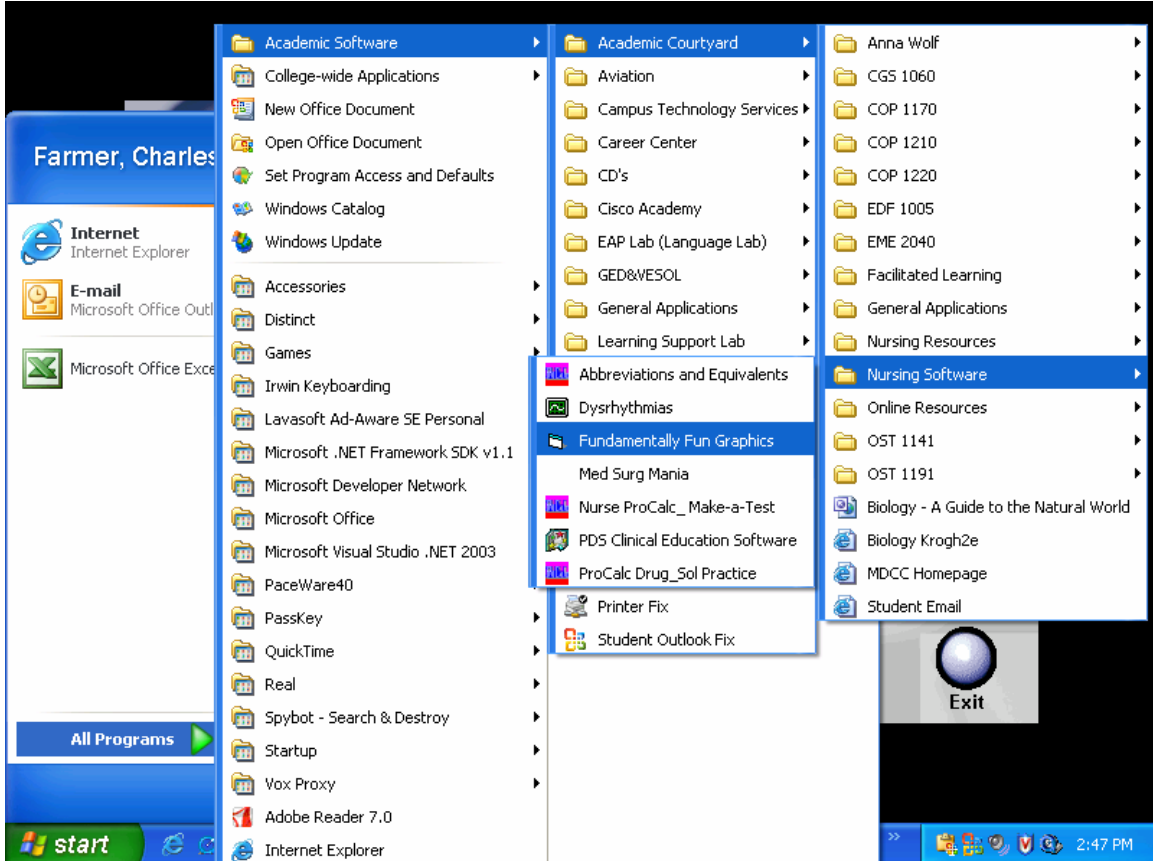 Farmer, Charles
Internet
Internet Explorer
E-mail
Microsoft Office Outl
Microsoft Office Exce
All Programs
start
Academic Software
College-wide Applications
New Office Document
Open Office Document
Set Program Access and Defaults
Windows Catalog
Windows Update
Accessories
Distinct
Games
Irwin Keyboarding
Lavasoft Ad-Aware SE Personal
Microsoft .NET Framework SDK v1.1
Microsoft Developer Network
Microsoft Office
Microsoft Visual Studio .NET 2003
PaceWare40
PassKey
QuickTime
Real
Spybot - Search & Destroy
Startup
Vox Proxy
Adobe Reader 7.0
Internet Explorer
Academic Courtyard
Aviation
Campus Technology Services
Career Center
CD's
Cisco Academy
EAP Lab (Language Lab)
GED&VESOL
General Applications
Learning Support Lab
Abbreviations and Equivalents
Dysrhythmias
Fundamentally Fun Graphics
Med Surg Mania
Nurse ProCalc_ Make-a-Test
PDS Clinical Education Software
ProCalc Drug_Sol Practice
Printer Fix
Student Outlook Fix
Anna Wolf
CGS 1060
COP 1170
COP 1210
COP 1220
EDF 1005
EME 2040
Facilitated Learning
General Applications
Nursing Resources
Nursing Software
Online Resources
OST 1141
OST 1191
Biology - A Guide to the Natural World
Biology Krogh2e
MDCC Homepage
Student Email
Exit
2:47 PM